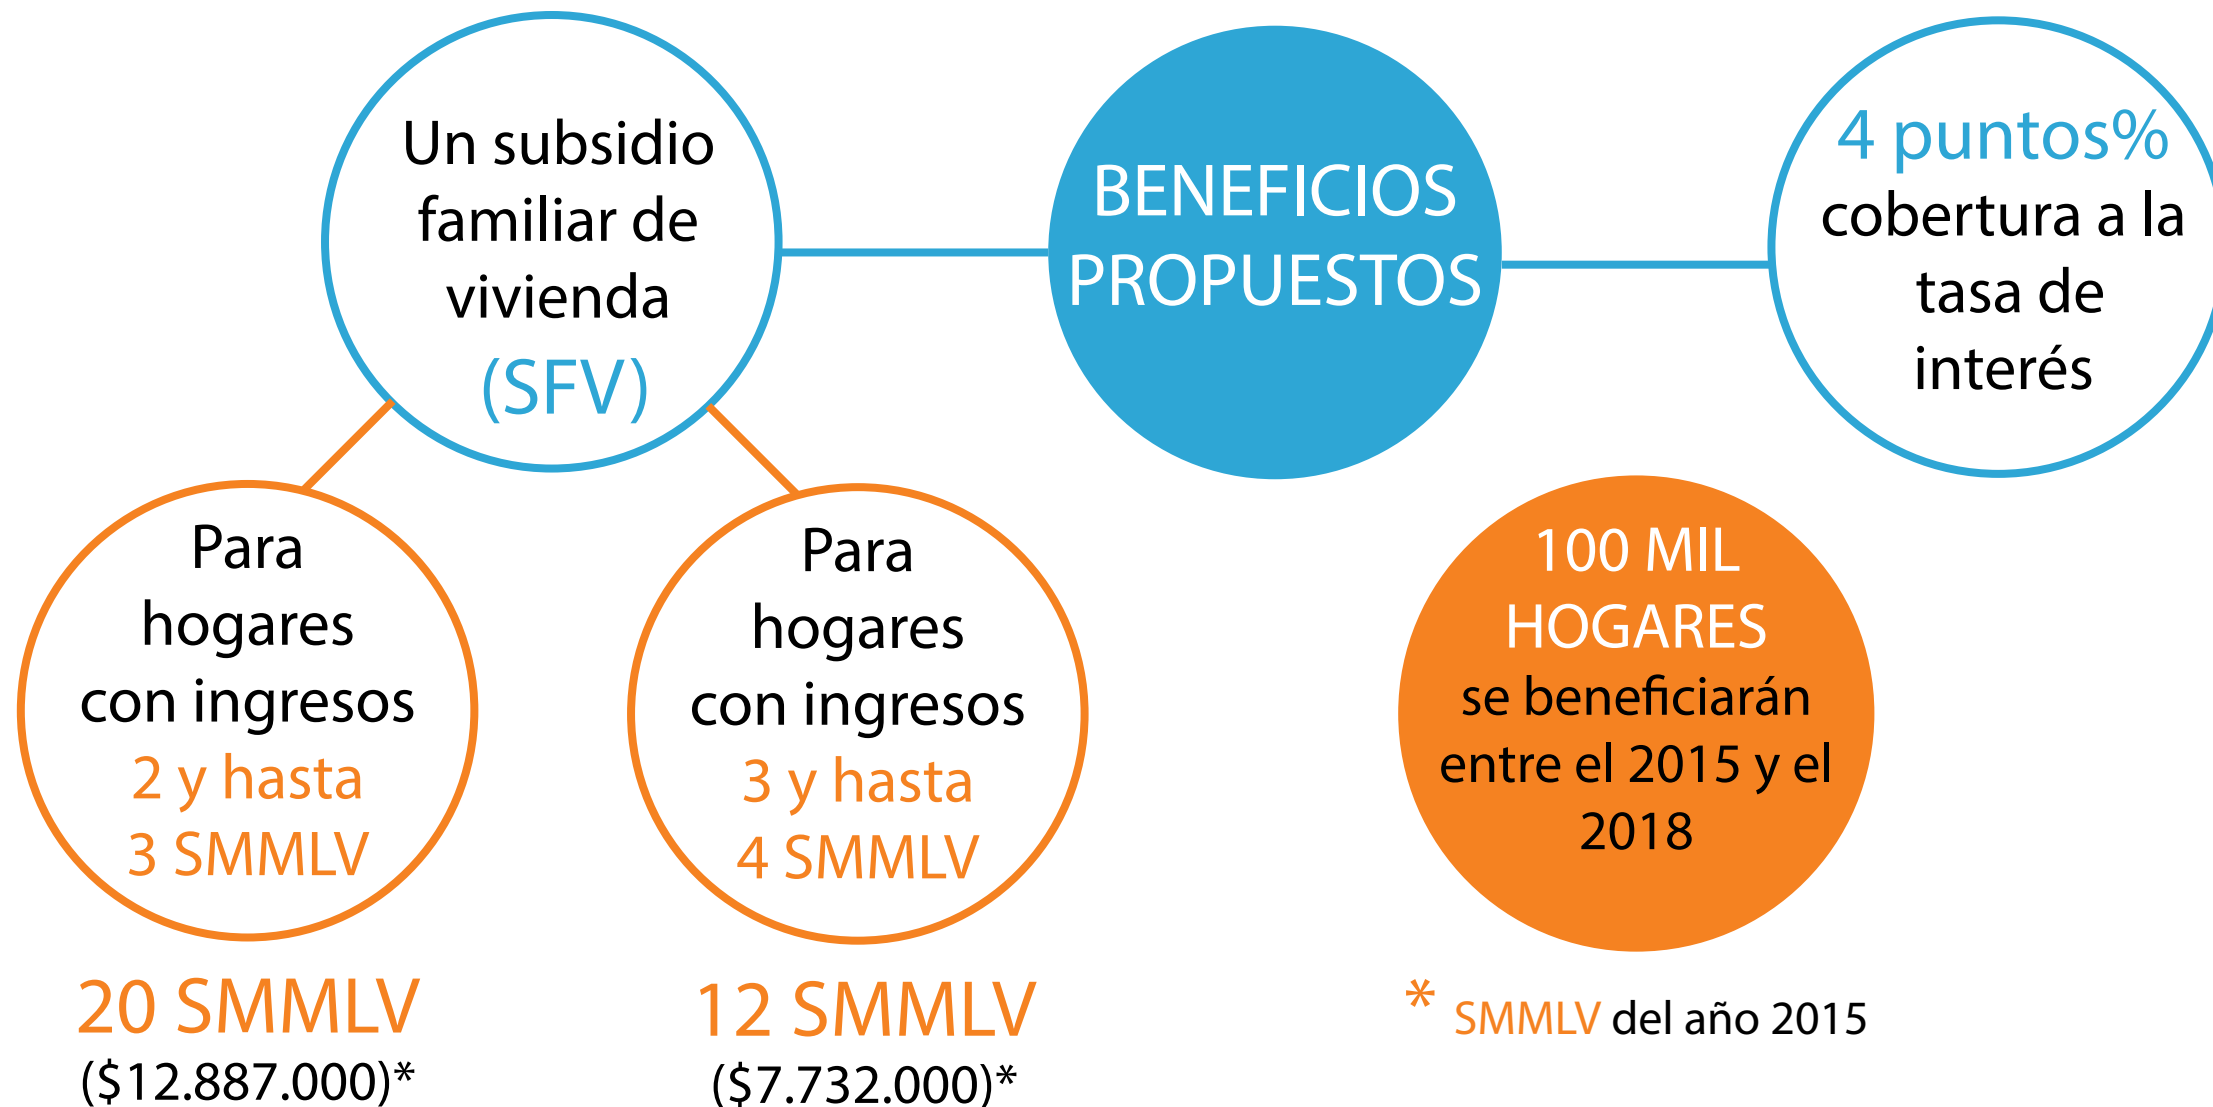 Un subsidio
familiar de
vivienda
(SFV)
BENEFICIOS
PROPUESTOS
4 puntos%
cobertura a la
tasa de
interés
Para
hogares
con ingresos
2 y hasta
3 SMMLV
20 SMMLV
($12.887.000)*
Para
hogares
con ingresos
3 y hasta
4 SMMLV
12 SMMLV
($7.732.000)*
100 MIL
HOGARES
se beneficiarán
entre el 2015 y el
2018
* SMMLV del año 2015